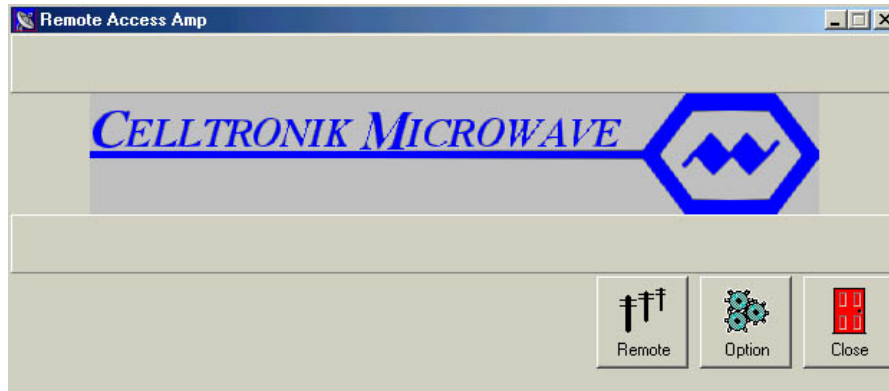 Remote Access Amp
CELLTRONIK MICROWAVE
Remote
Option
Close